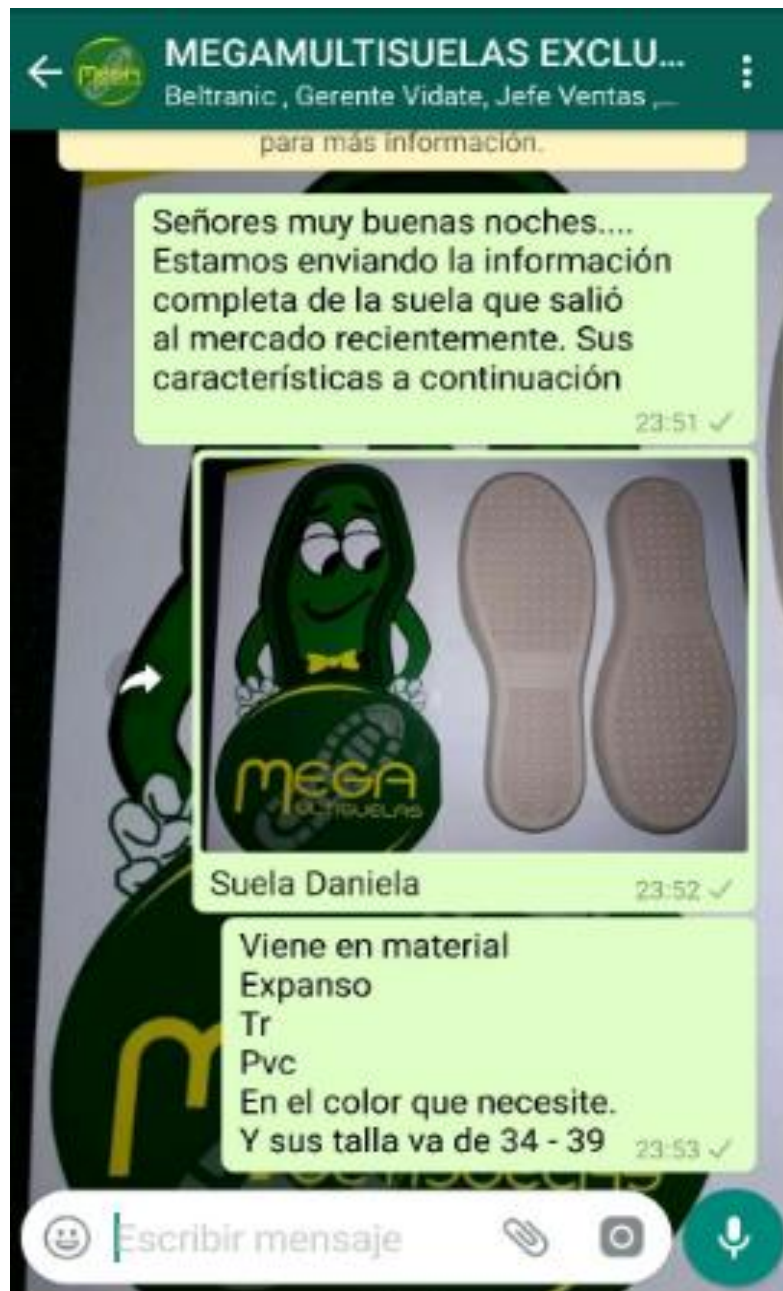 MEGAMULTISUELAS EXCLU...
Beltranic , Gerente Vidate, Jefe Ventas ,...
para más información.
Señores muy buenas noches....
Estamos enviando la información
completa de la suela que salió
al mercado recientemente. Sus
características a continuación
23:51
MEGA
MULTISUELAS
Suela Daniela
23:52
Viene en material
Expanso
Tr
Pvc
En el color que necesite.
Y sus talla va de 34 - 39
23:53
Escribir mensaje